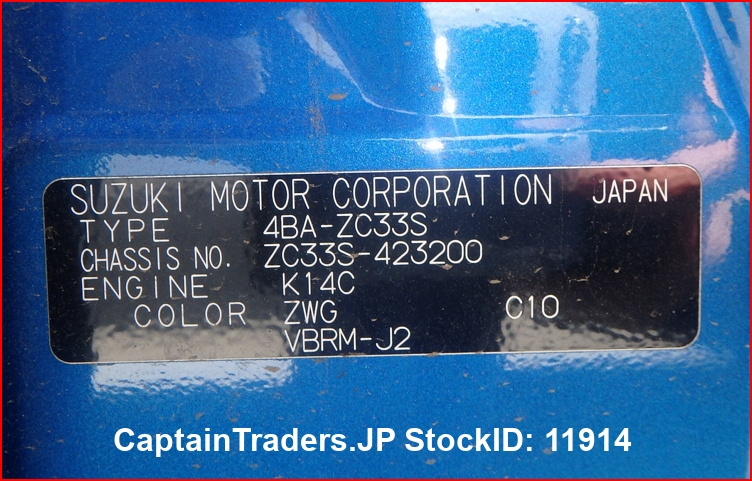 SUZUKI MOTOR CORPORATION JAPAN
TYPE 4BA-ZC33S
CHASSIS NO. ZC33S-423200
ENGINE K14C
COLOR ZWG C10
VBRM-J2
CaptainTraders.JP StockID: 11914